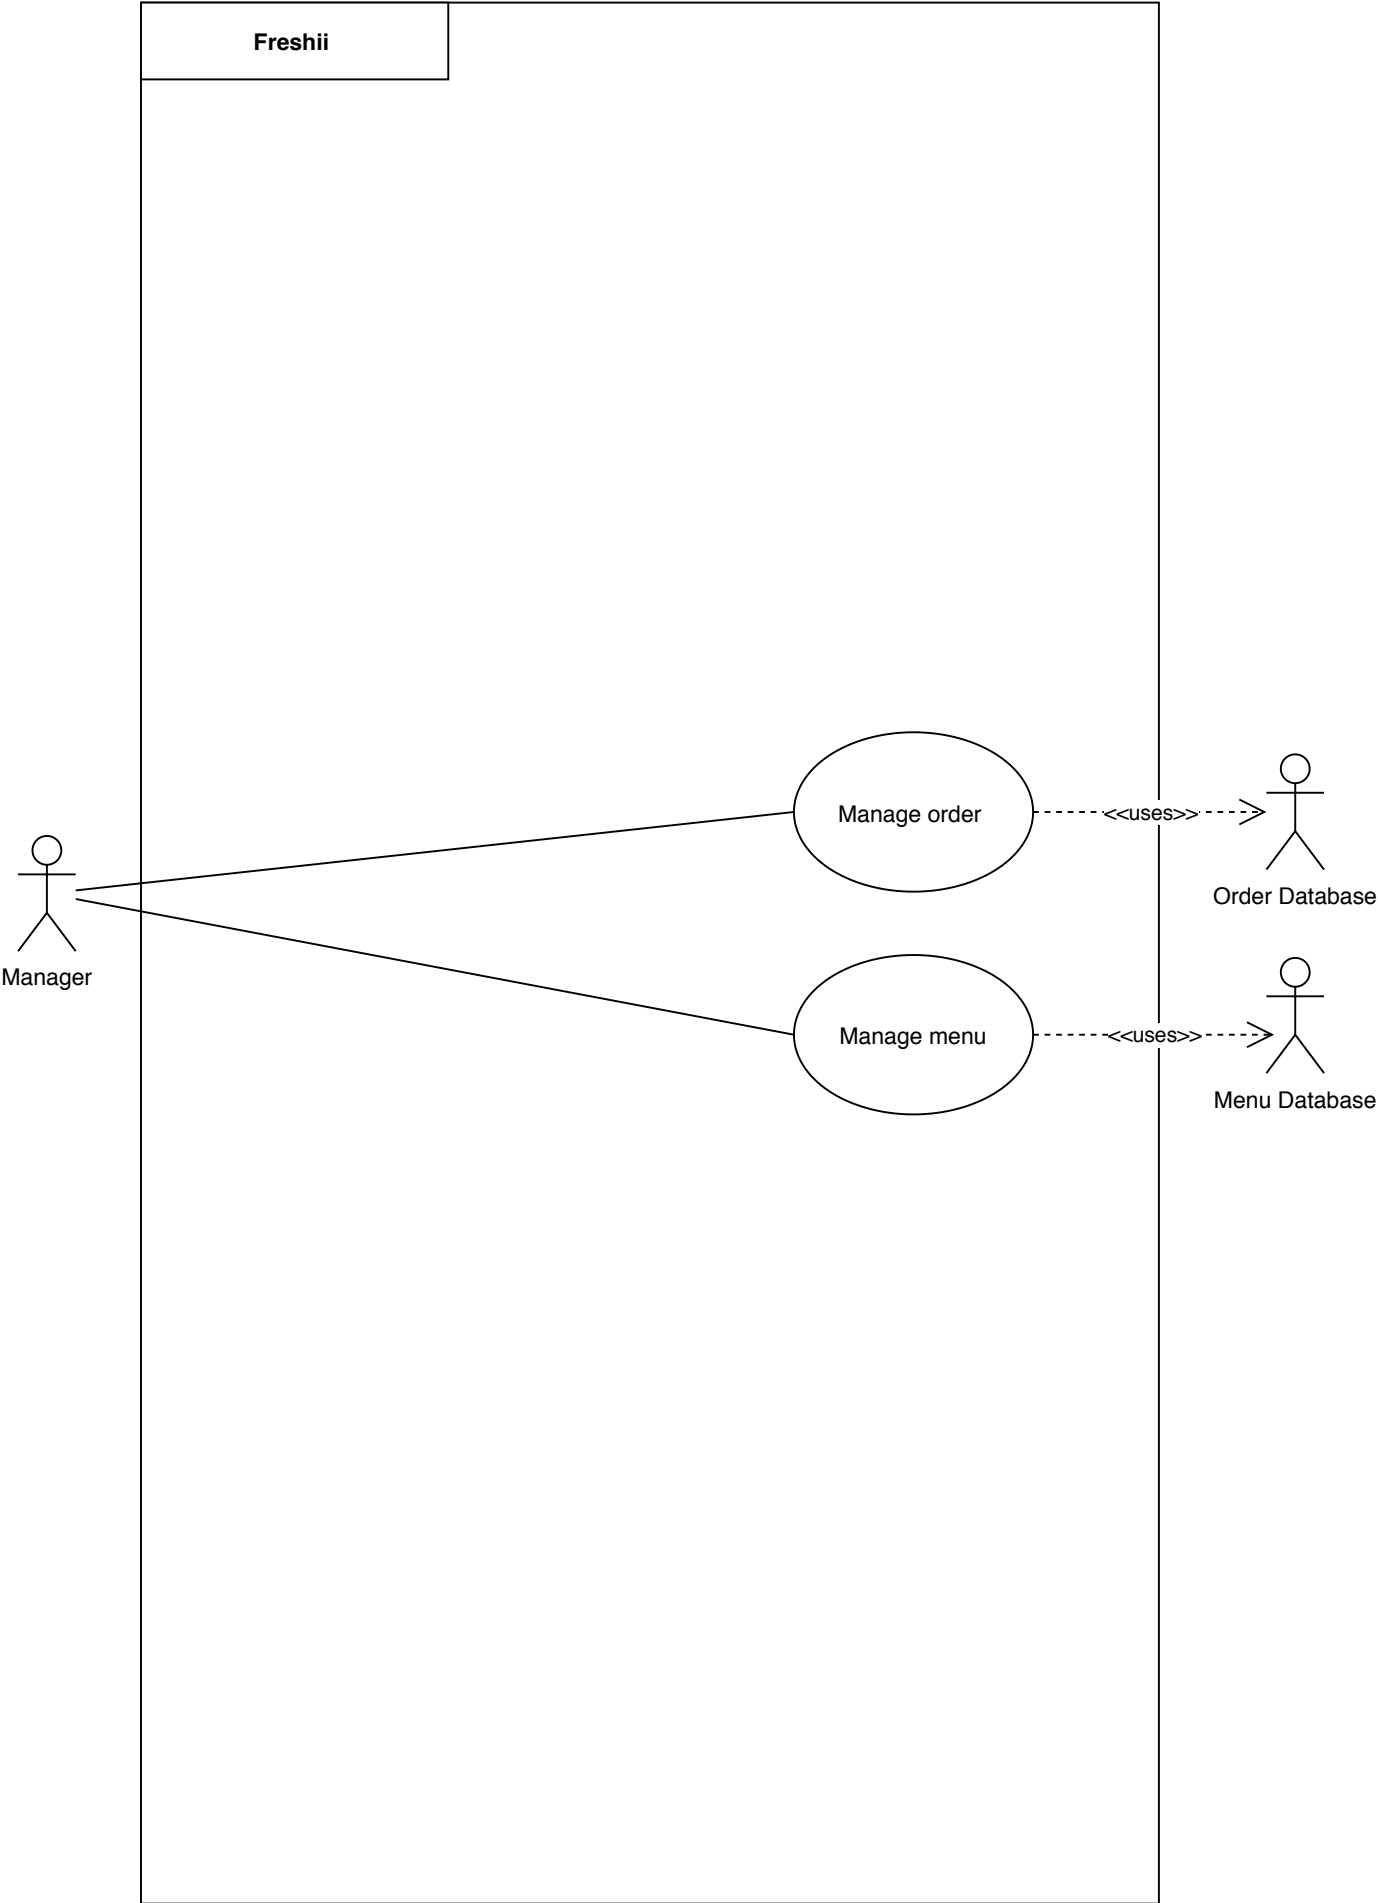 Freshii
Manage order
<<uses>>
Order Database
Manager
Manage menu
<<uses>>
Menu Database